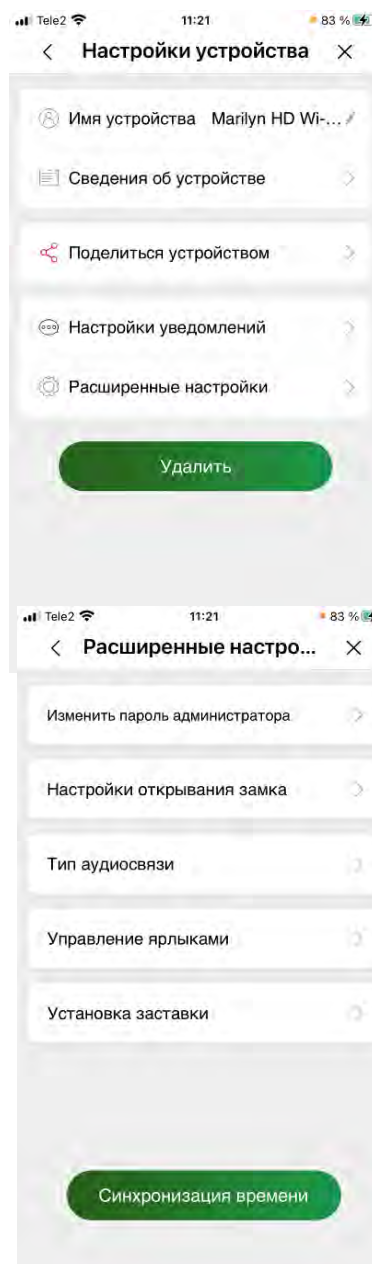 Tele2 11:21 83 %
Настройки устройства
Имя устройства Marilyn HD Wi-...
Сведения об устройстве
Поделиться устройством
Настройки уведомлений
Расширенные настройки
Удалить
Tele2 11:21 83 %
Расширенные настро...
Изменить пароль администратора
Настройки открывания замка
Тип аудиосвязи
Управление ярлыками
Установка заставки
Синхронизация времени